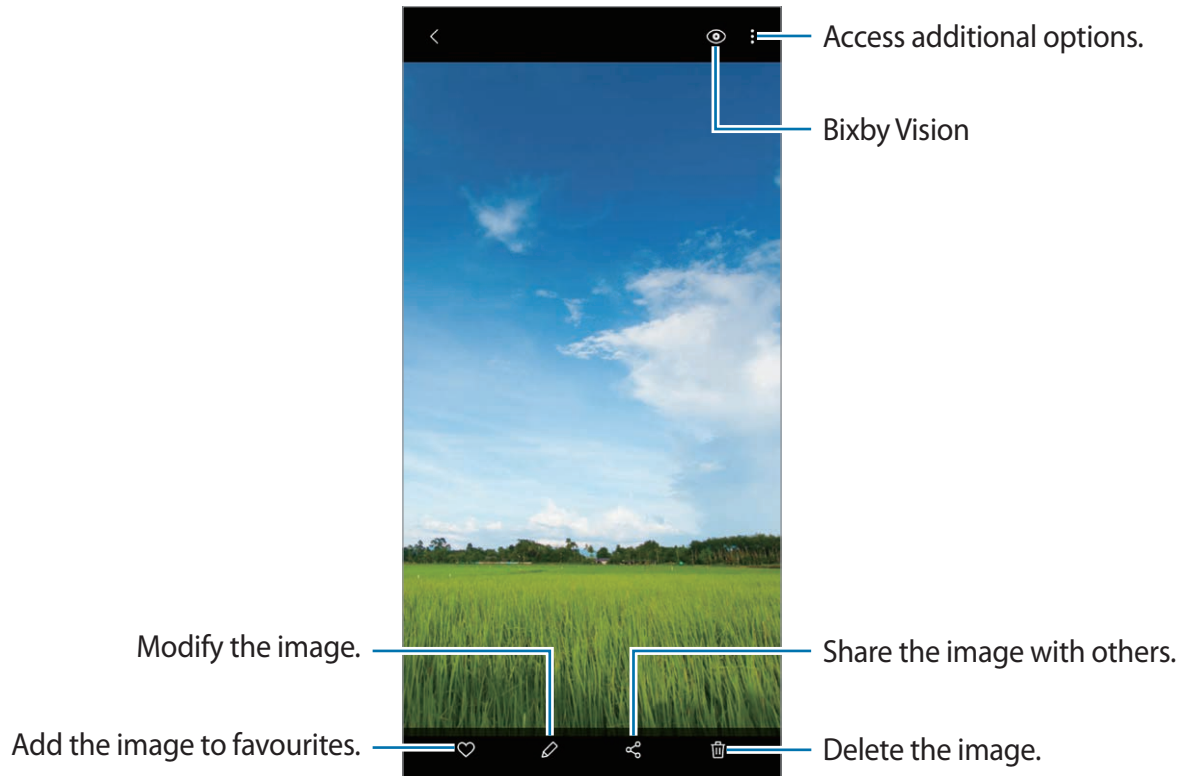 Access additional options.
Bixby Vision
Modify the image.
Share the image with others.
Add the image to favourites.
Delete the image.